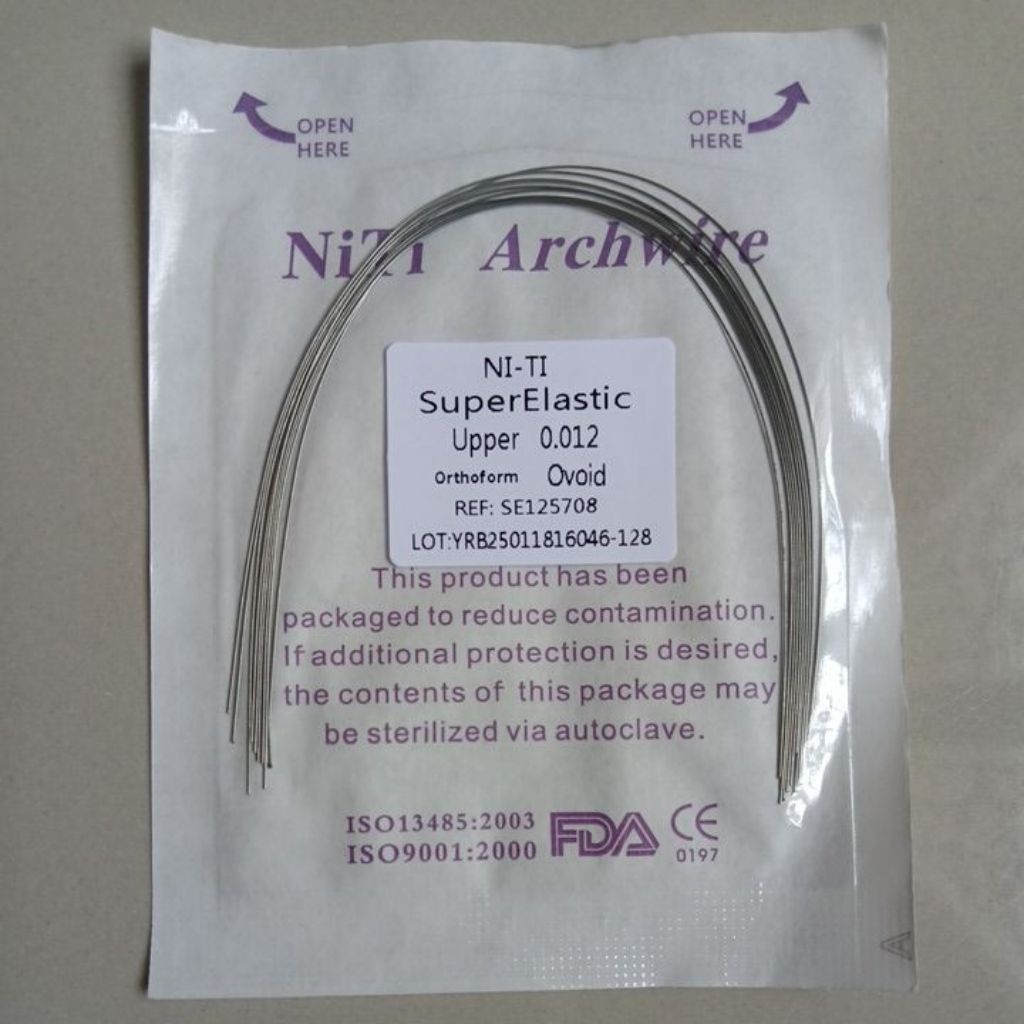 OPEN
HERE
OPEN
HERE
NiTi Archwire
NI-TI
SuperElastic
Upper 0.012
Orthoform Ovoid
REF: SE125708
LOT:YRB25011816046-128
This product has been
packaged to reduce contamination.
If additional protection is desired,
the contents of this package may
be sterilized via autoclave.
ISO13485:2003
ISO9001:2000
FDA
CE
0197
A